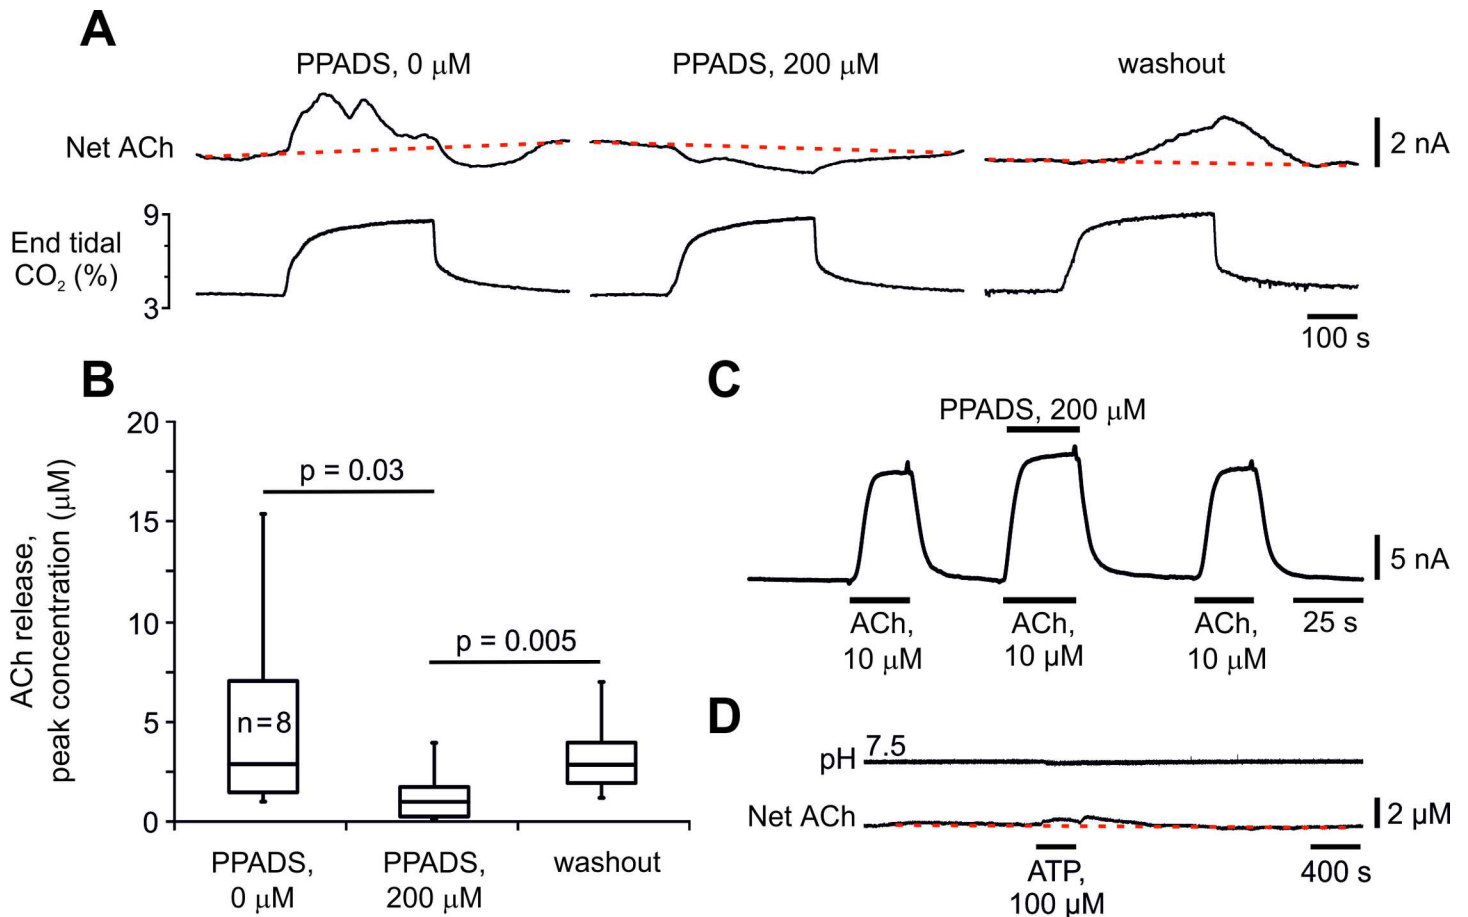 A
PPADS, 0 μM
PPADS, 200 μM
washout
Net ACh
2 nA
9
End tidal
CO₂ (%)
3
100 s
B
20
15
10
5
0
ACh release,
peak concentration (μM)
p = 0.03
p = 0.005
n=8
PPADS,
0 μM
PPADS,
200 μM
washout
C
PPADS, 200 μM
5 nA
ACh,
10 μM
ACh,
10 μM
ACh,
10 μM
25 s
D
pH
7.5
Net ACh
2 μM
ATP,
100 μM
400 s